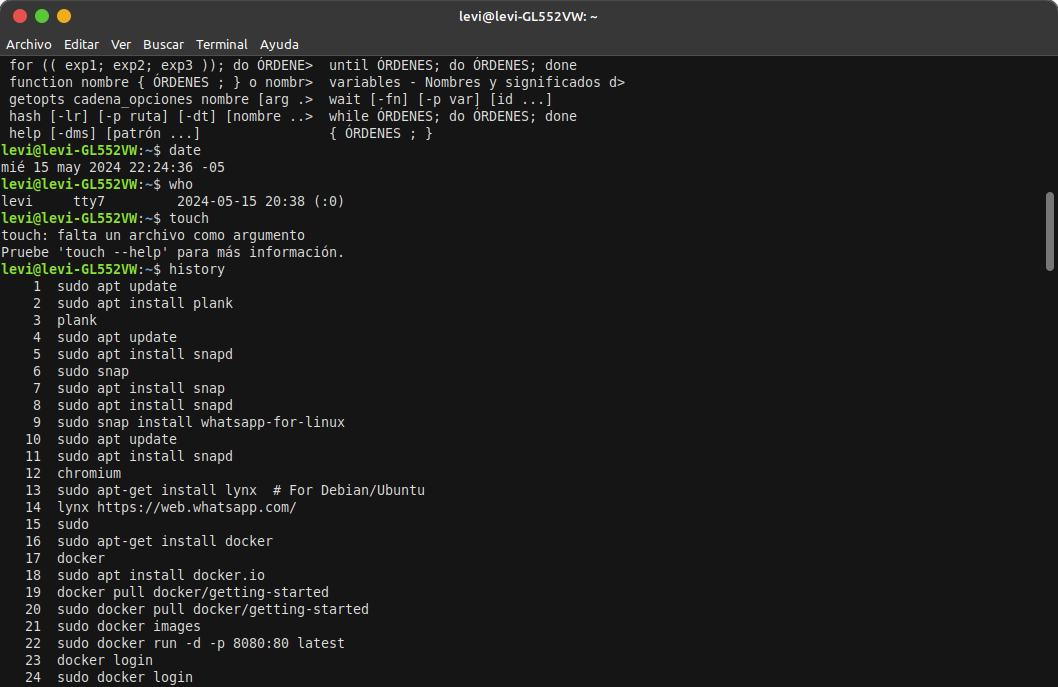 levi@levi-GL552VW: ~
Archivo Editar Ver Buscar Terminal Ayuda
for (( exp1; exp2; exp3 )); do ÓRDENE> until ÓRDENES; do ÓRDENES; done
function nombre { ÓRDENES ; } o nombr> variables - Nombres y significados d>
getopts cadena_opciones nombre [arg .> wait [-fn] [-p var] [id ...]
hash [-lr] [-p ruta] [-dt] [nombre ..> while ÓRDENES; do ÓRDENES; done
help [-dms] [patrón ...] { ÓRDENES ; }
levi@levi-GL552VW:~$ date
mié 15 may 2024 22:24:36 -05
levi@levi-GL552VW:~$ who
levi tty7 2024-05-15 20:38 (:0)
levi@levi-GL552VW:~$ touch
touch: falta un archivo como argumento
Pruebe 'touch --help' para más información.
levi@levi-GL552VW:~$ history
1 sudo apt update
2 sudo apt install plank
3 plank
4 sudo apt update
5 sudo apt install snapd
6 sudo snap
7 sudo apt install snap
8 sudo apt install snapd
9 sudo snap install whatsapp-for-linux
10 sudo apt update
11 sudo apt install snapd
12 chromium
13 sudo apt-get install lynx # For Debian/Ubuntu
14 lynx https://web.whatsapp.com/
15 sudo
16 sudo apt-get install docker
17 docker
18 sudo apt install docker.io
19 docker pull docker/getting-started
20 sudo docker pull docker/getting-started
21 sudo docker images
22 sudo docker run -d -p 8080:80 latest
23 docker login
24 sudo docker login